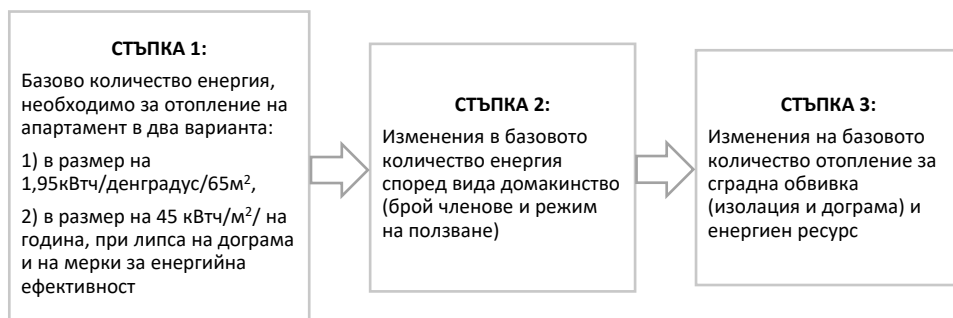 СТЪПКА 1:
Базово количество енергия,
необходимо за отопление на
апартамент в два варианта:
1) в размер на
1,95кВтч/денградус/65м²,
2) в размер на 45 кВтч/м²/ на
година, при липса на дограма
и на мерки за енергийна
ефективност
СТЪПКА 2:
Изменения в базовото
количество енергия
според вида домакинство
(брой членове и режим
на ползване)
СТЪПКА 3:
Изменения на базовото
количество отопление за
сградна обвивка
(изолация и дограма) и
енергиен ресурс